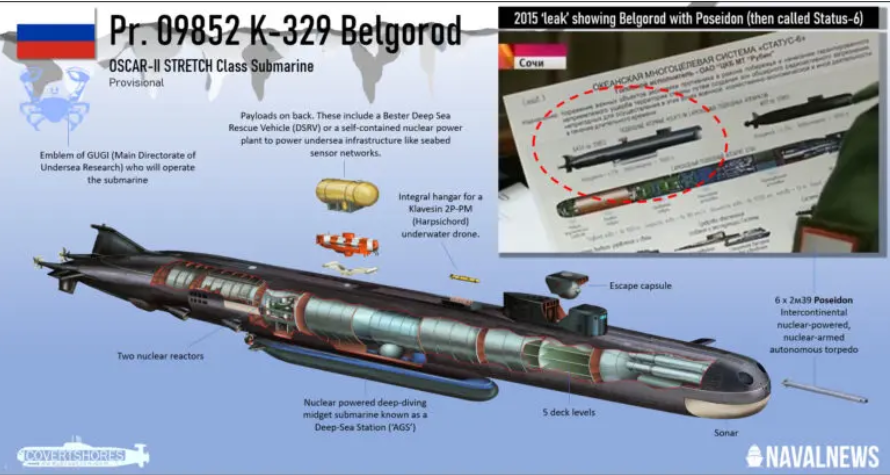 Pr. 09852 K-329 Belgorod
OSCAR-II STRETCH Class Submarine
Provisional
2015 'leak' showing Belgorod with Poseidon (then called Status-6)
Сочи
ОКЕАНСКАЯ МНОГОЦЕЛЕВАЯ СИСТЕМА «СТАТУС-6»
Payloads on back. These include a Bester Deep Sea
Rescue Vehicle (DSRV) or a self-contained nuclear power
plant to power undersea infrastructure like seabed
sensor networks.
Emblem of GUGI (Main Directorate of
Undersea Research) who will operate
the submarine
Integral hangar for a
Klavesin 2P-PM
(Harpsichord)
underwater drone.
Escape capsule
6 x 2м39 Poseidon
Intercontinental
nuclear-powered,
nuclear-armed
autonomous torpedo
Two nuclear reactors
Nuclear powered deep-diving
midget submarine known as a
Deep-Sea Station ('AGS')
5 deck levels
Sonar
COVERTSHORES
NAVALNEWS